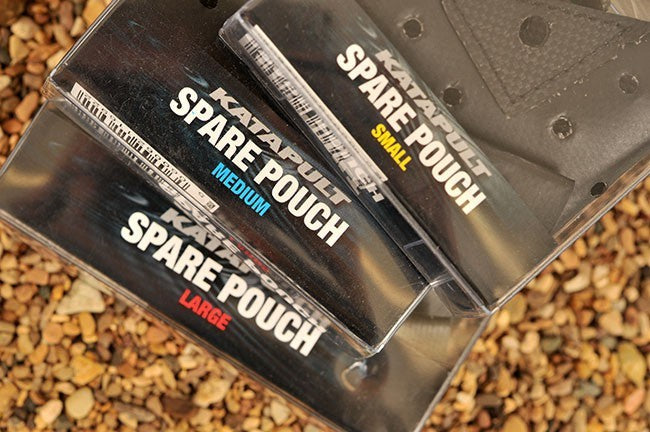 KATAPULT
SPARE POUCH
SMALL
KATAPULT
SPARE POUCH
MEDIUM
KATAPULT
SPARE POUCH
LARGE